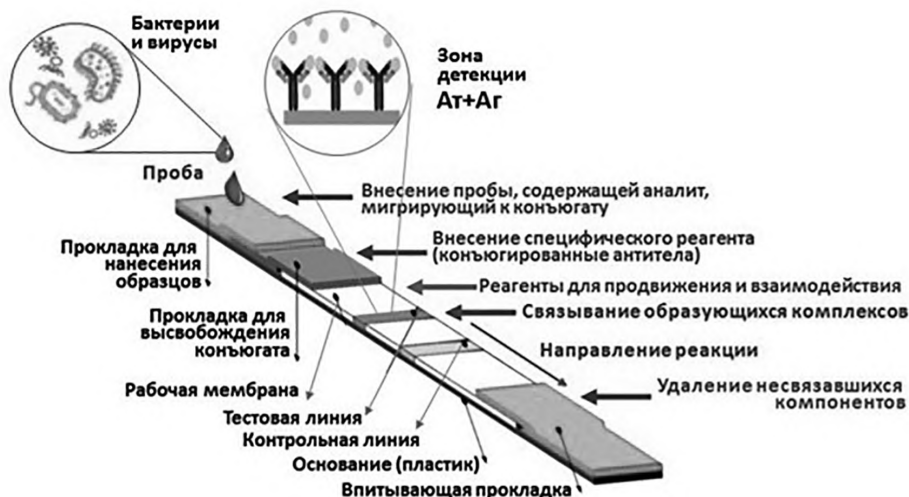 Бактерии
и вирусы
Зона
детекции
Ат+Аг
Проба
Внесение пробы, содержащей аналит,
мигрирующий к конъюгату
Внесение специфического реагента
(конъюгированные антитела)
Реагенты для продвижения и взаимодействия
Связывание образующихся комплексов
Направление реакции
Удаление несвязавшихся
компонентов
Прокладка для
нанесения
образцов
Прокладка для
высвобождения
конъюгата
Рабочая мембрана
Тестовая линия
Контрольная линия
Основание (пластик)
Впитывающая прокладка